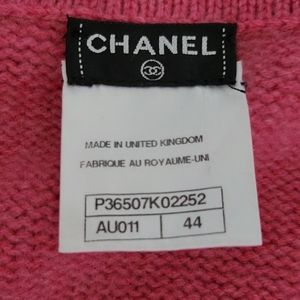 CHANEL
MADE IN UNITED KINGDOM
FABRIQUE AU ROYAUME-UNI
P36507K02252
AU011 44